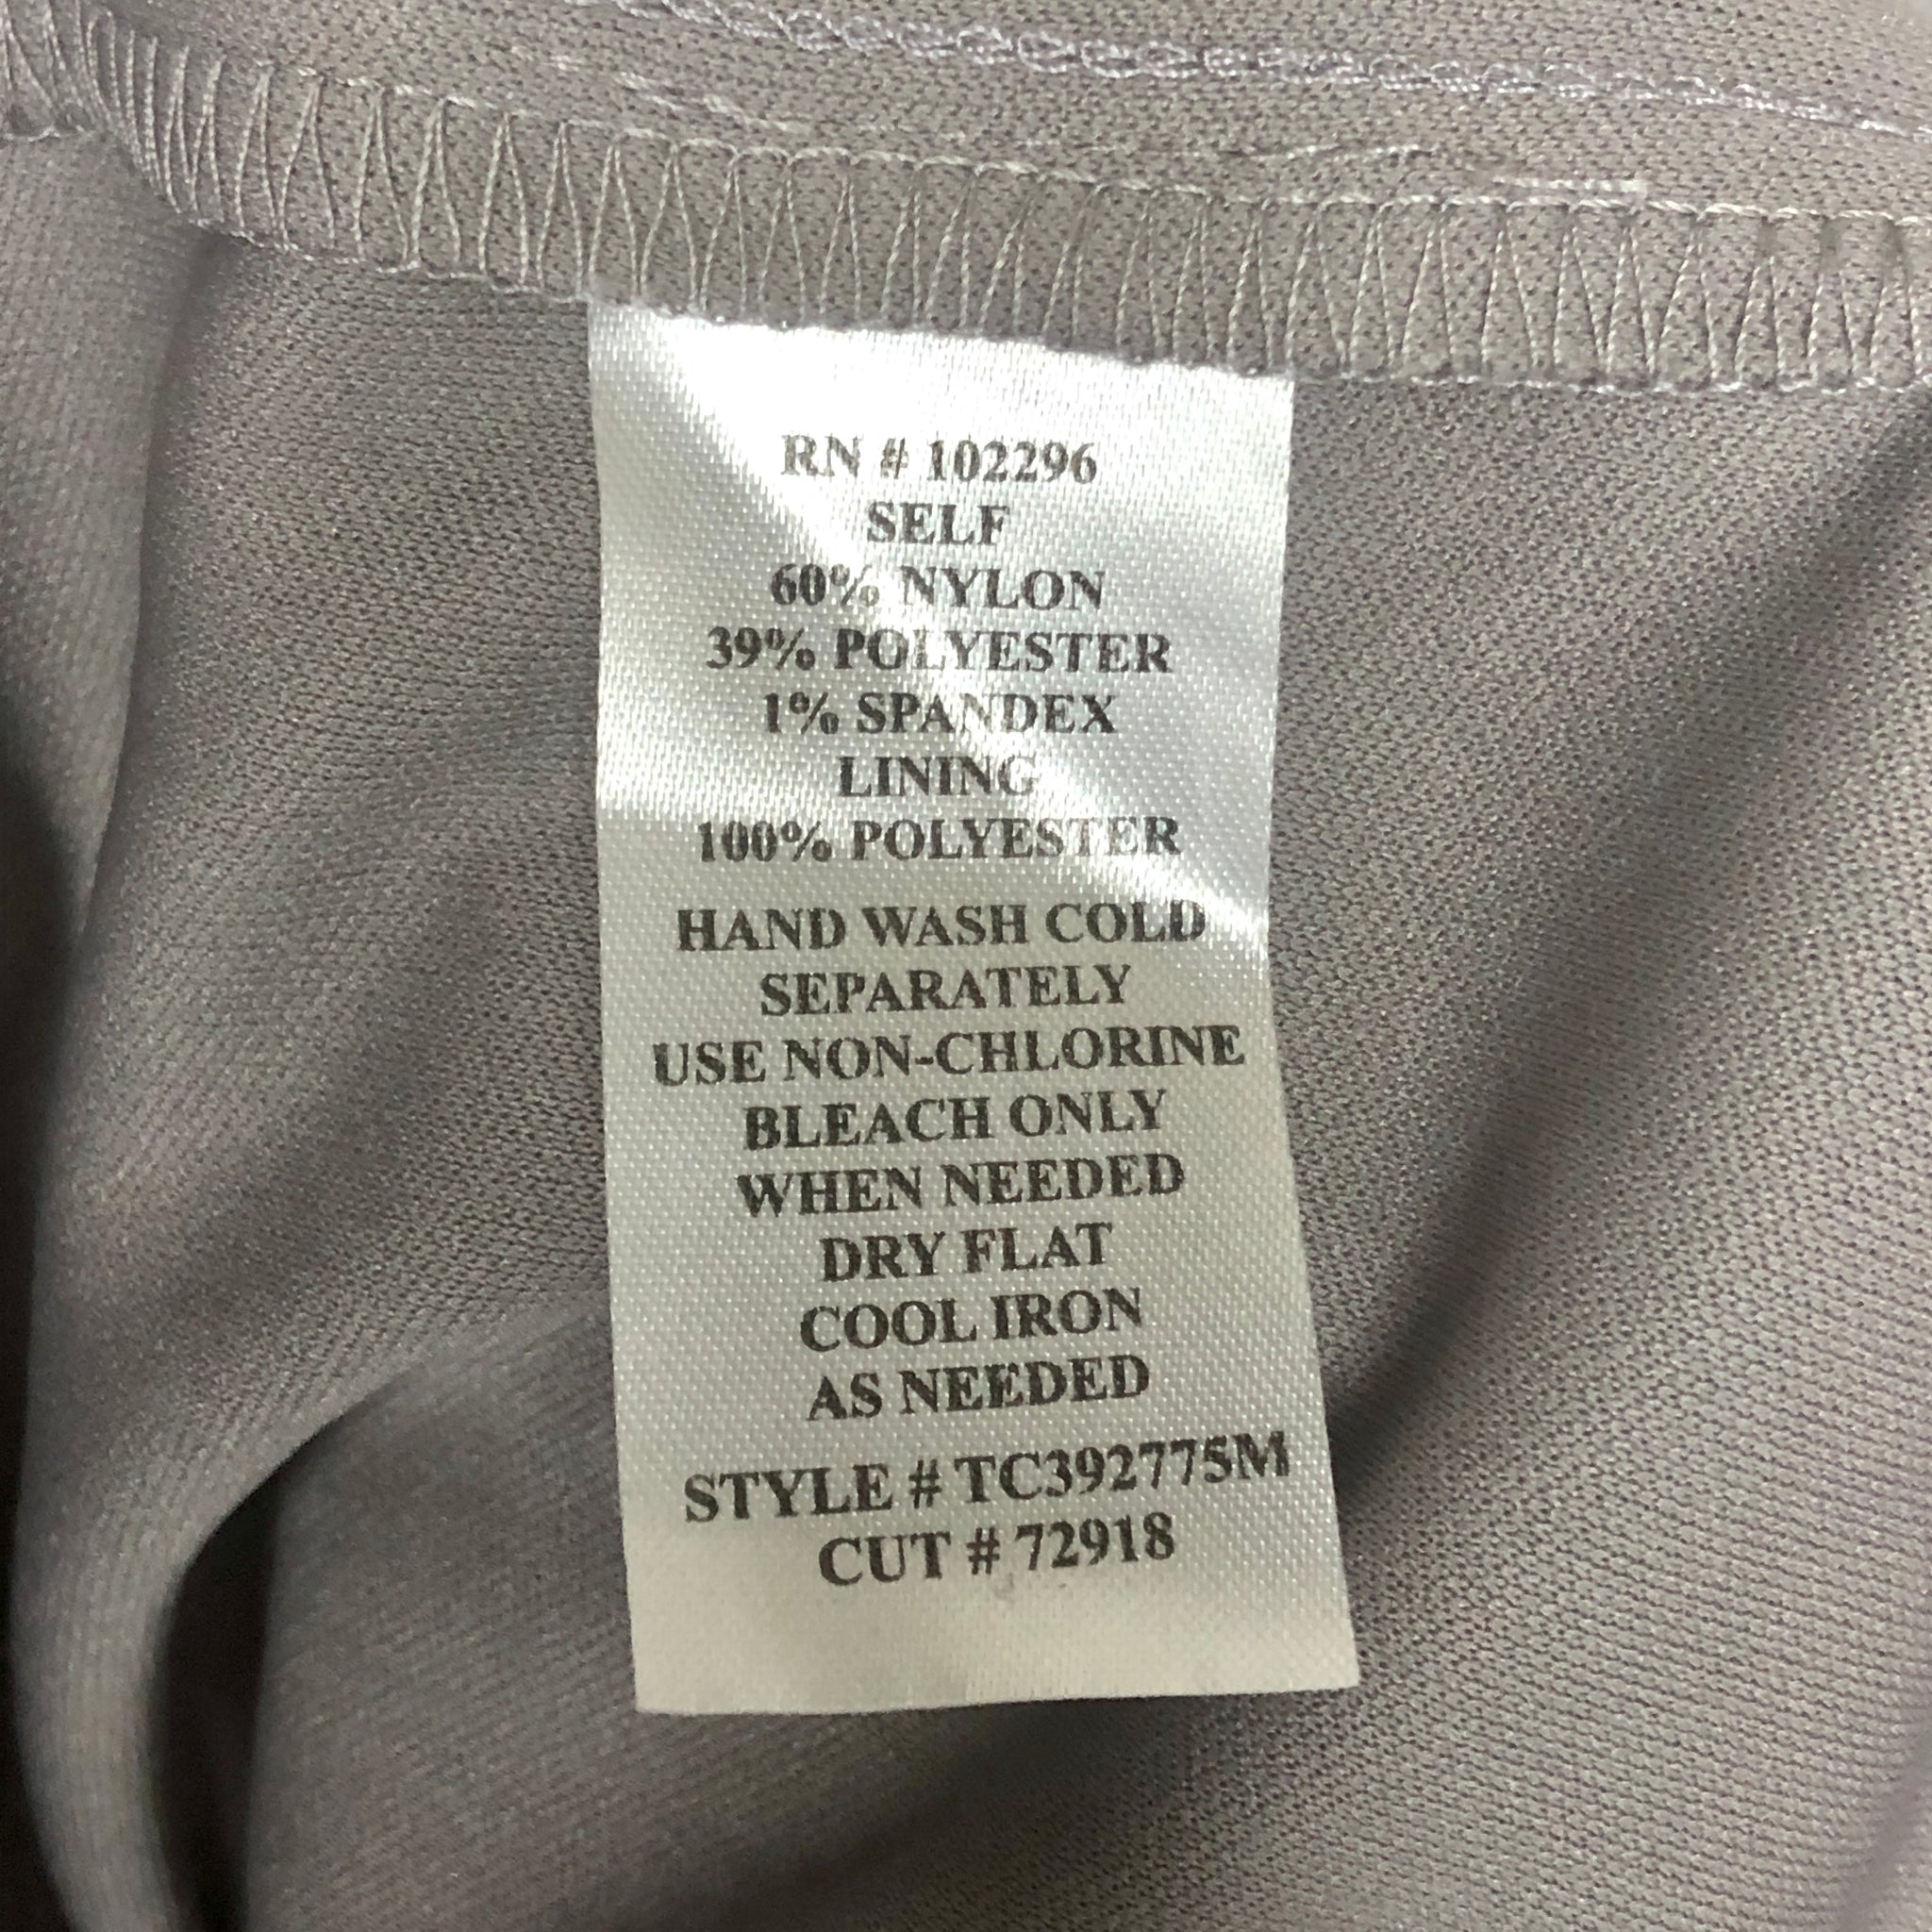 RN # 102296
SELF
60% NYLON
39% POLYESTER
1% SPANDEX
LINING
100% POLYESTER
HAND WASH COLD
SEPARATELY
USE NON-CHLORINE
BLEACH ONLY
WHEN NEEDED
DRY FLAT
COOL IRON
AS NEEDED
STYLE # TC392775M
CUT # 72918